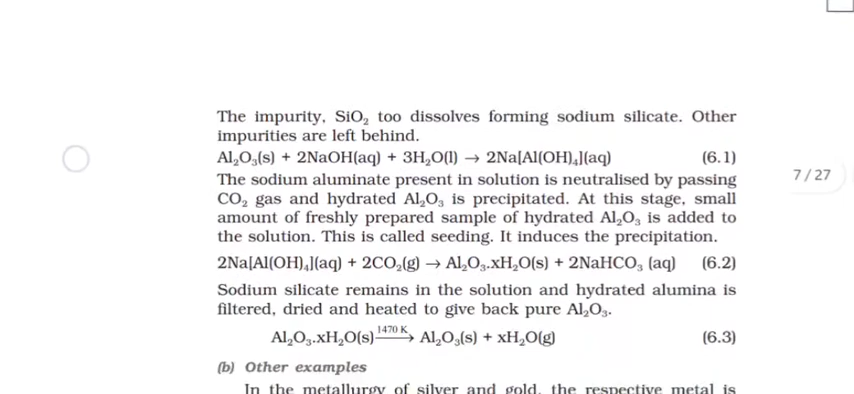 The impurity, SiO₂ too dissolves forming sodium silicate. Other
impurities are left behind.
Al₂O₃(s) + 2NaOH(aq) + 3H₂O(l) → 2Na[Al(OH)₄](aq) (6.1)
The sodium aluminate present in solution is neutralised by passing
7/27
CO₂ gas and hydrated Al₂O₃ is precipitated. At this stage, small
amount of freshly prepared sample of hydrated Al₂O₃ is added to
the solution. This is called seeding. It induces the precipitation.
2Na[Al(OH)₄](aq) + 2CO₂(g) → Al₂O₃.xH₂O(s) + 2NaHCO₃ (aq) (6.2)
Sodium silicate remains in the solution and hydrated alumina is
filtered, dried and heated to give back pure Al₂O₃.
Al₂O₃.xH₂O(s) 1470 K → Al₂O₃(s) + xH₂O(g) (6.3)
(b) Other examples
In the metallurgy of silver and gold, the respective metal is